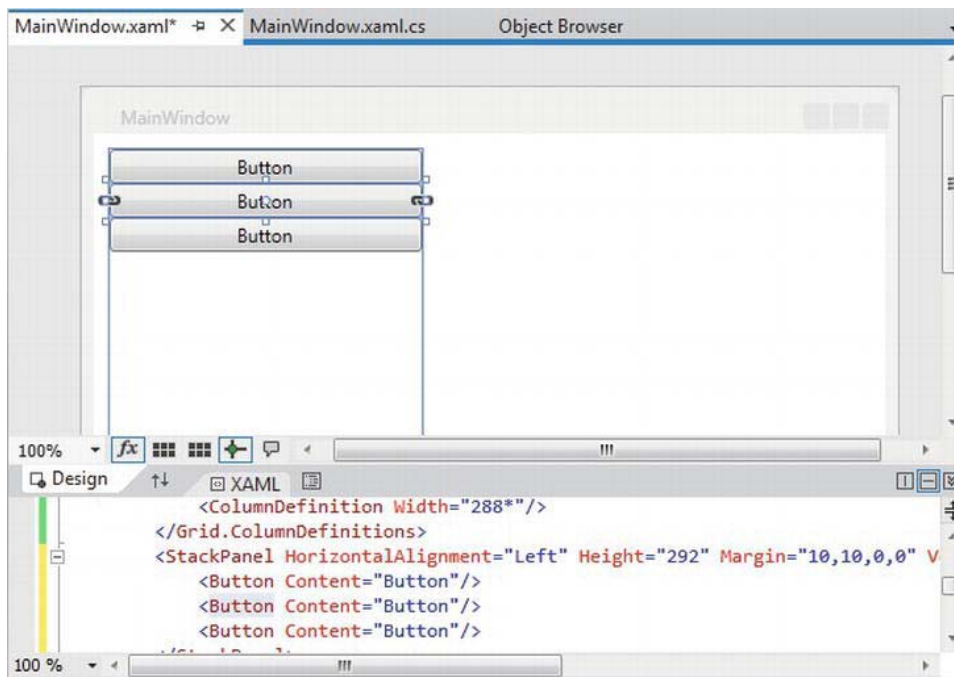 MainWindow.xaml* MainWindow.xaml.cs Object Browser
MainWindow
Button
Button
Button
100% fx
Design XAML
<ColumnDefinition Width="288*"/>
</Grid.ColumnDefinitions>
<StackPanel HorizontalAlignment="Left" Height="292" Margin="10,10,0,0" V
<Button Content="Button"/>
<Button Content="Button"/>
<Button Content="Button"/>
100 %